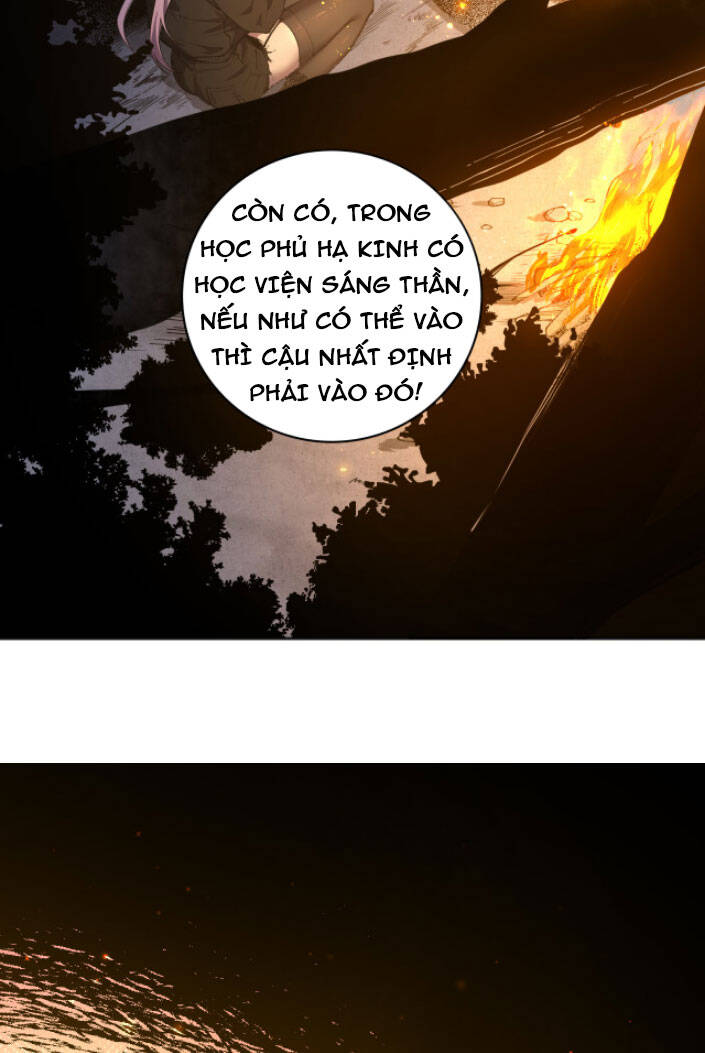 CÒN CÓ, TRONG
HỌC PHỦ HẠ KINH CÓ
HỌC VIỆN SÁNG THẦN,
NẾU NHƯ CÓ THỂ VÀO
THÌ CẬU NHẤT ĐỊNH
PHẢI VÀO ĐÓ!